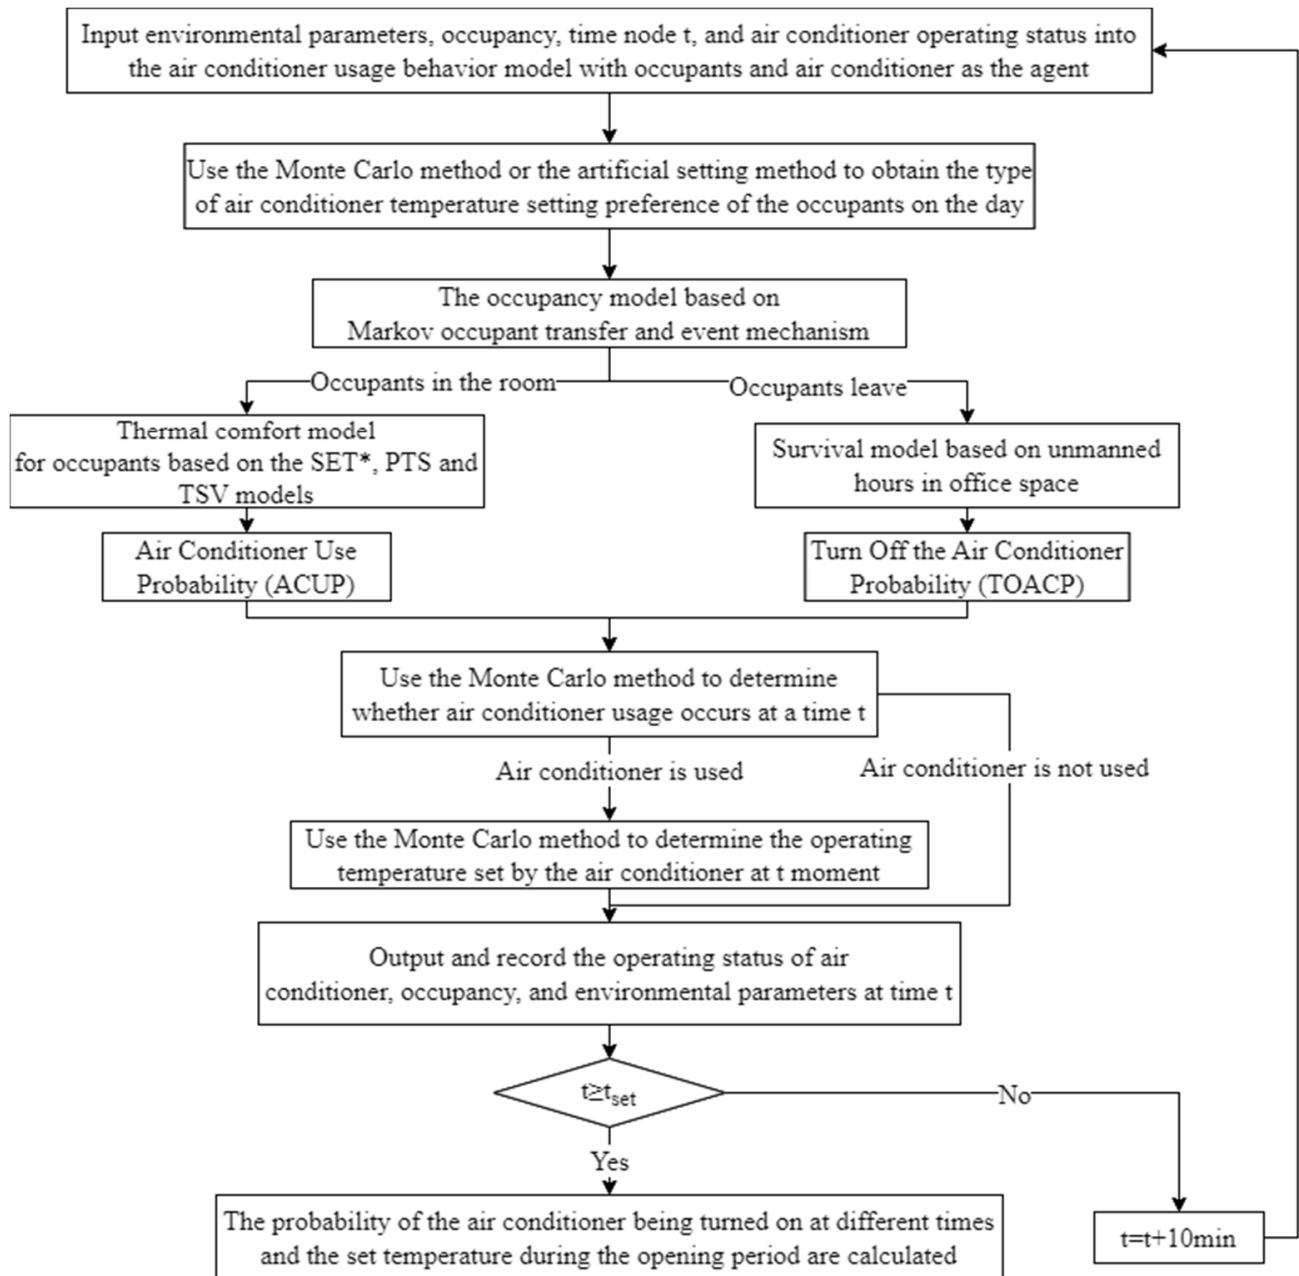 Input environmental parameters, occupancy, time node t, and air conditioner operating status into
the air conditioner usage behavior model with occupants and air conditioner as the agent
Use the Monte Carlo method or the artificial setting method to obtain the type
of air conditioner temperature setting preference of the occupants on the day
The occupancy model based on
Markov occupant transfer and event mechanism
Occupants in the room
Occupants leave
Thermal comfort model
for occupants based on the SET*, PTS and
TSV models
Survival model based on unmanned
hours in office space
Air Conditioner Use
Probability (ACUP)
Turn Off the Air Conditioner
Probability (TOACP)
Use the Monte Carlo method to determine
whether air conditioner usage occurs at a time t
Air conditioner is used
Air conditioner is not used
Use the Monte Carlo method to determine the operating
temperature set by the air conditioner at t moment
Output and record the operating status of air
conditioner, occupancy, and environmental parameters at time t
t≥tset
No
Yes
The probability of the air conditioner being turned on at different times
and the set temperature during the opening period are calculated
t=t+10min